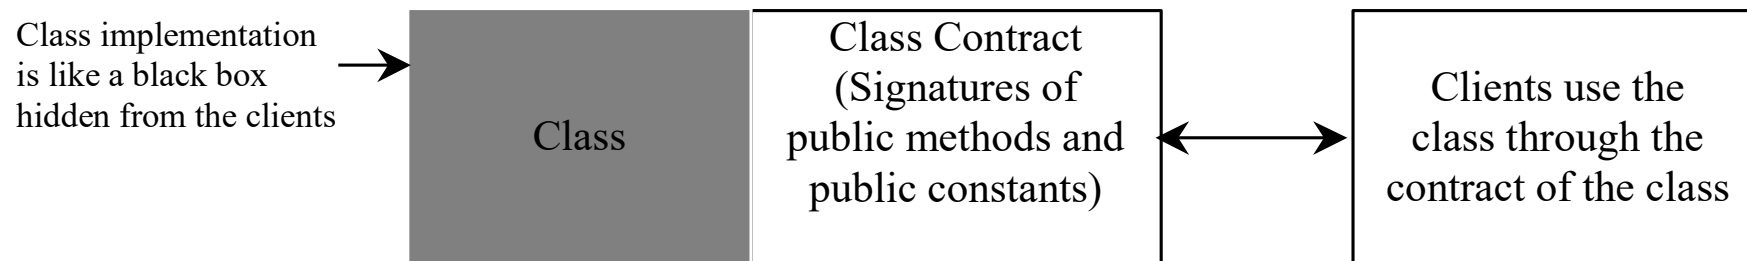 Class implementation
is like a black box
hidden from the clients
Class
Class Contract
(Signatures of
public methods and
public constants)
Clients use the
class through the
contract of the class